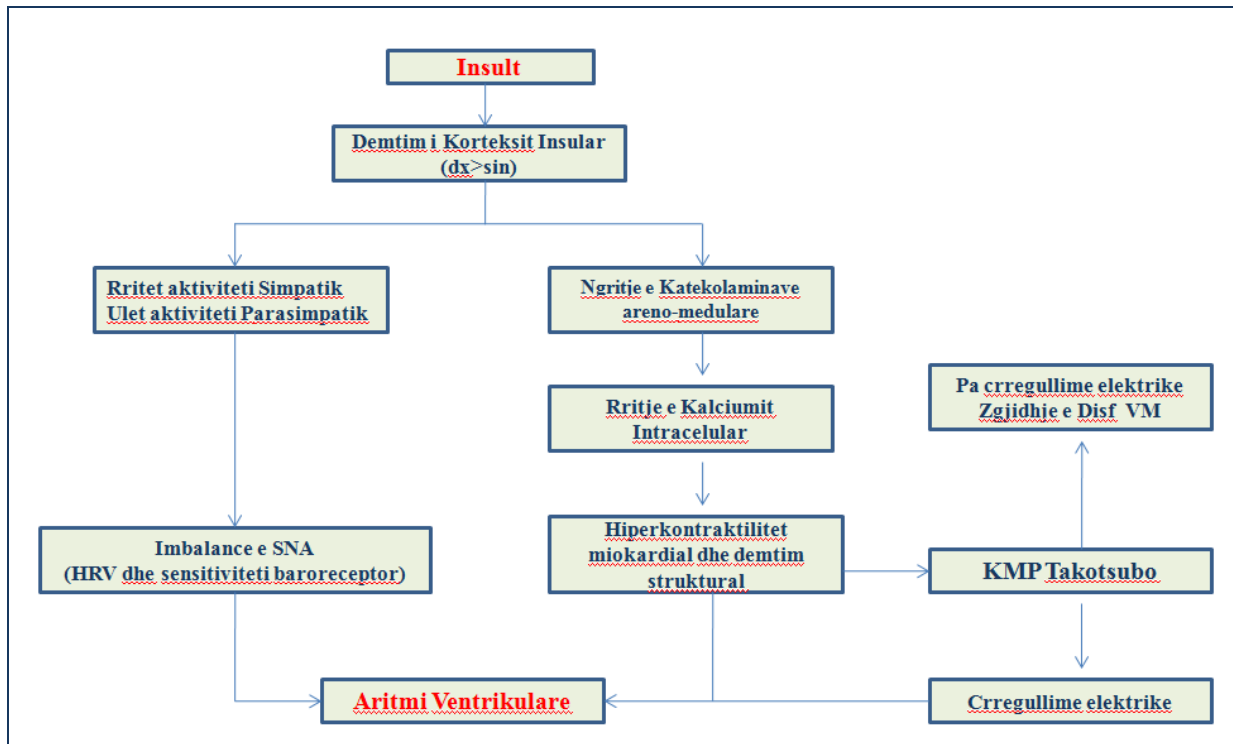 Insult
Demtim i Korteksit Insular
(dx>sin)
Rritet aktiviteti Simpatik
Ulet aktiviteti Parasimpatik
Ngritje e Katekolaminave
areno-medulare
Rritje e Kalciumit
Intracelular
Pa crregullime elektrike
Zgjidhje e Disf VM
Imbalance e SNA
(HRV dhe sensitiviteti baroreceptor)
Hiperkontraktilitet
miokardial dhe demtim
struktural
KMP Takotsubo
Aritmi Ventrikulare
Crregullime elektrike